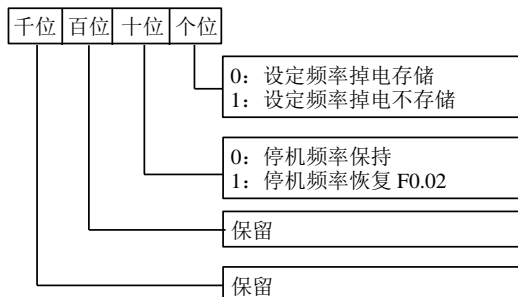 千位 百位 十位 个位
0：设定频率掉电存储
1：设定频率掉电不存储
0：停机频率保持
1：停机频率恢复 F0.02
保留
保留